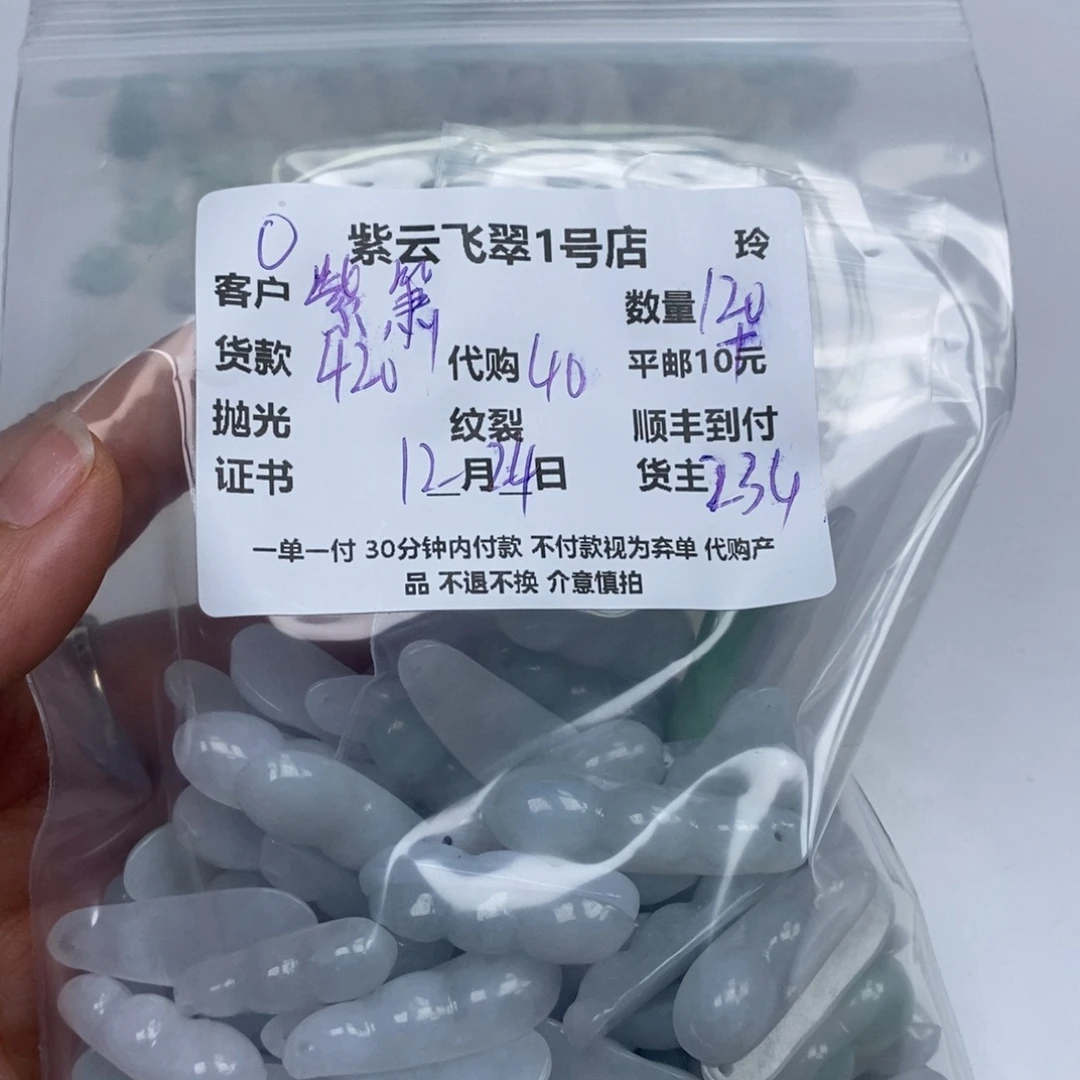 0 紫云飞翠1号店 玲
客户 紫第 数量 120
货款 420 代购 40 平邮10元
抛光 纹裂 顺丰到付
证书 12月24日 货主 234
一单一付 30分钟内付款 不付款视为弃单 代购产
品 不退不换 介意慎拍